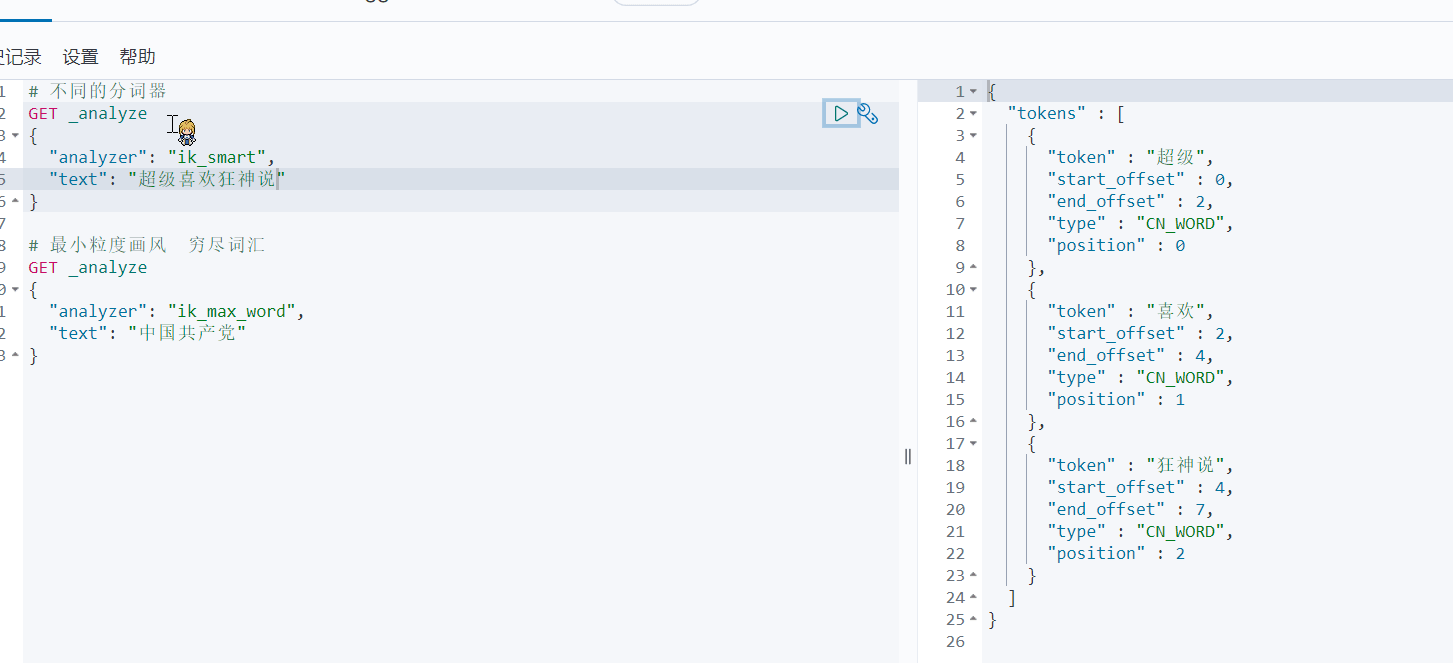 史记录 设置 帮助
1 # 不同的分词器
2 GET _analyze
3 {
4 "analyzer": "ik_smart",
5 "text": "超级喜欢狂神说"
6 }
7
8 # 最小粒度画风 穷尽词汇
9 GET _analyze
0 {
1 "analyzer": "ik_max_word",
2 "text": "中国共产党"
3 }
1 {
2 "tokens" : [
3 {
4 "token" : "超级",
5 "start_offset" : 0,
6 "end_offset" : 2,
7 "type" : "CN_WORD",
8 "position" : 0
9 },
10 {
11 "token" : "喜欢",
12 "start_offset" : 2,
13 "end_offset" : 4,
14 "type" : "CN_WORD",
15 "position" : 1
16 },
17 {
18 "token" : "狂神说",
19 "start_offset" : 4,
20 "end_offset" : 7,
21 "type" : "CN_WORD",
22 "position" : 2
23 }
24 ]
25 }
26